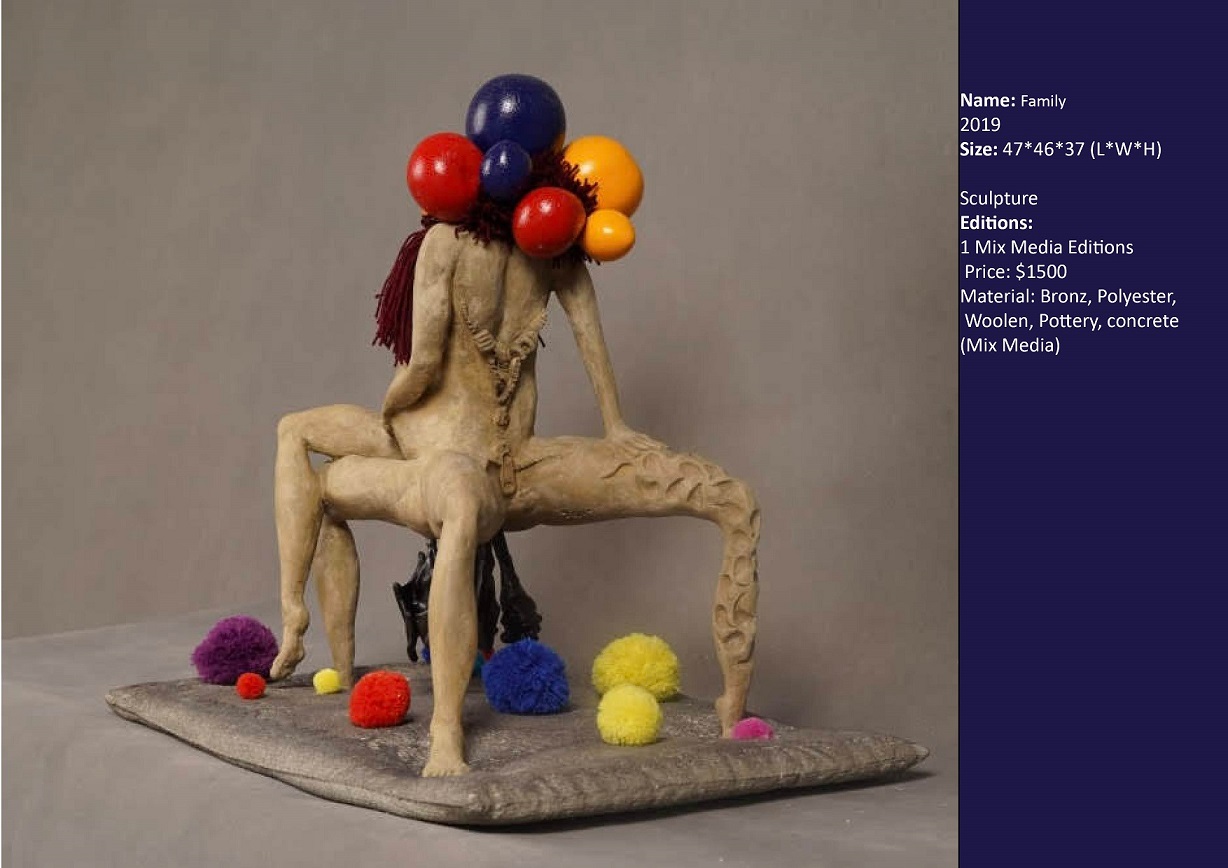 Name: Family
2019
Size: 47*46*37 (L*W*H)
Sculpture
Editions:
1 Mix Media Editions
Price: $1500
Material: Bronz, Polyester,
Woolen, Pottery, concrete
(Mix Media)